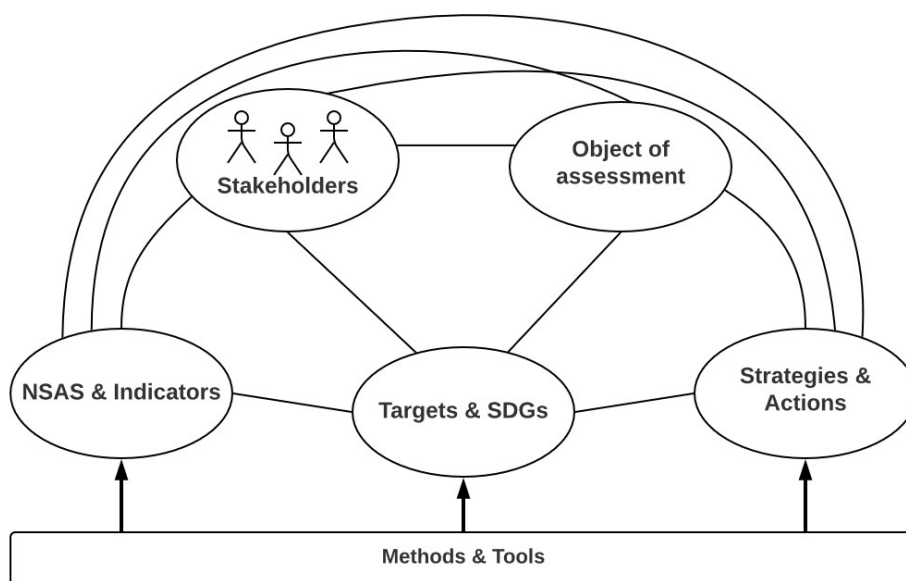 Stakeholders
Object of
assessment
NSAS & Indicators
Targets & SDGs
Strategies &
Actions
Methods & Tools